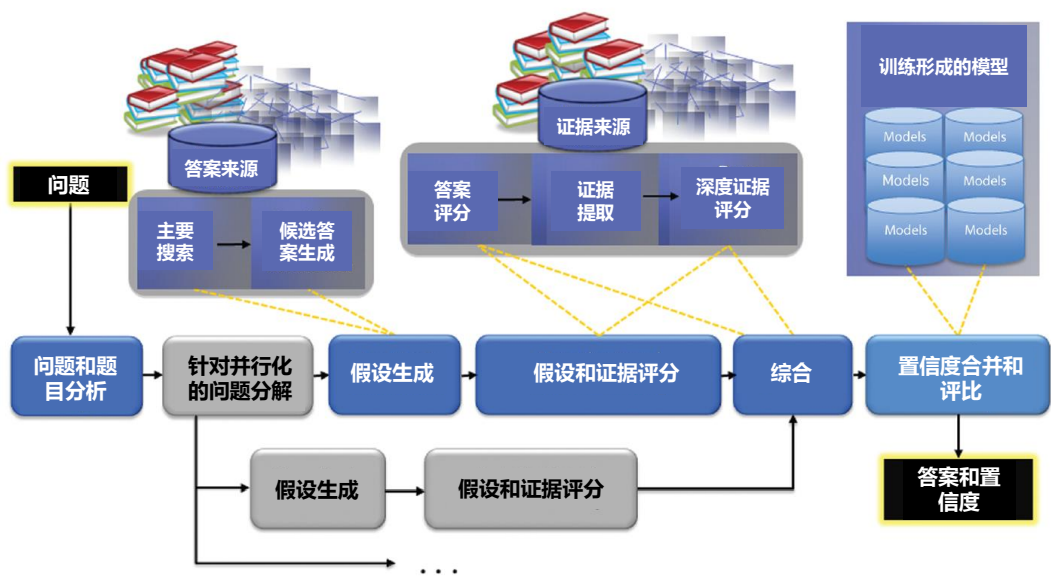 答案来源
证据来源
训练形成的模型
Models
Models
Models
Models
Models
Models
问题
主要
搜索
候选答
案生成
答案
评分
证据
提取
深度证据
评分
问题和题
目分析
针对并行化
的问题分解
假设生成
假设和证据评分
综合
置信度合并和
评比
假设生成
假设和证据评分
答案和置
信度
...